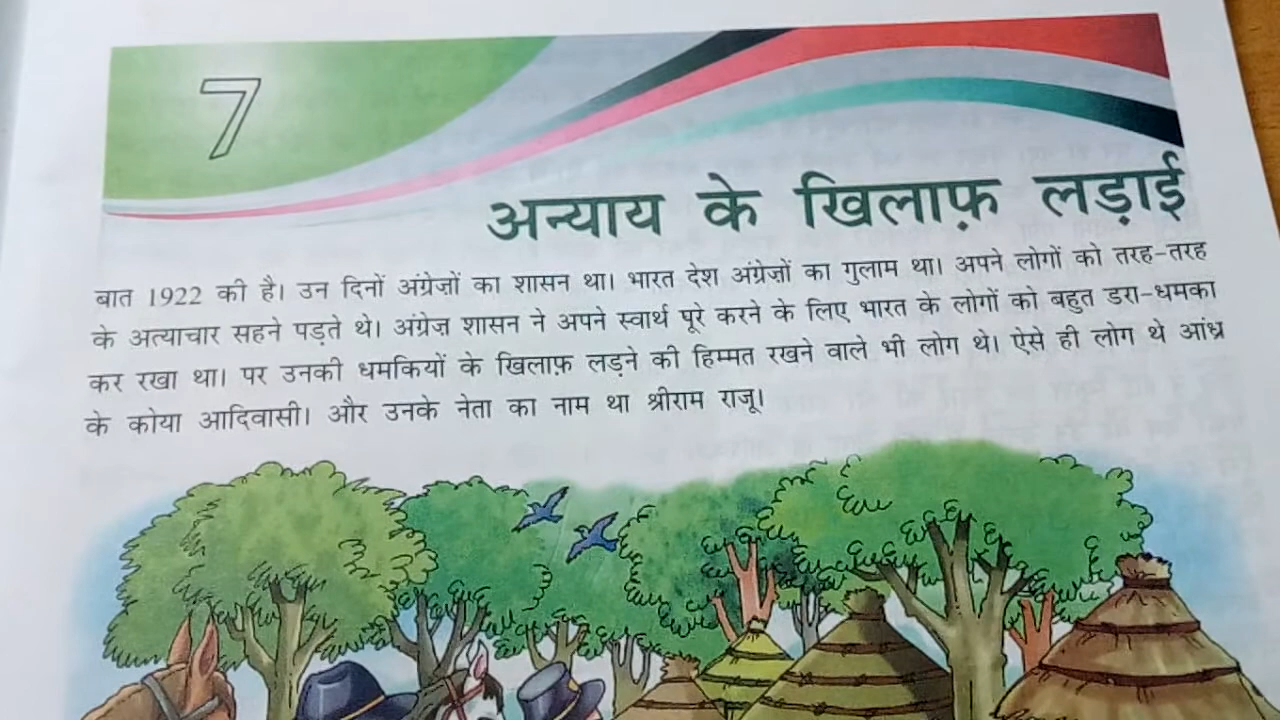 7
अन्याय के खिलाफ़ लड़ाई
बात 1922 की है। उन दिनों अंग्रेज़ों का शासन था। भारत देश अंग्रेज़ों का गुलाम था। अपने लोगों को तरह-तरह
के अत्याचार सहने पड़ते थे। अंग्रेज़ शासन ने अपने स्वार्थ पूरे करने के लिए भारत के लोगों को बहुत डरा-धमका
कर रखा था। पर उनकी धमकियों के खिलाफ़ लड़ने की हिम्मत रखने वाले भी लोग थे। ऐसे ही लोग थे आंध्र
के कोया आदिवासी। और उनके नेता का नाम था श्रीराम राजू।